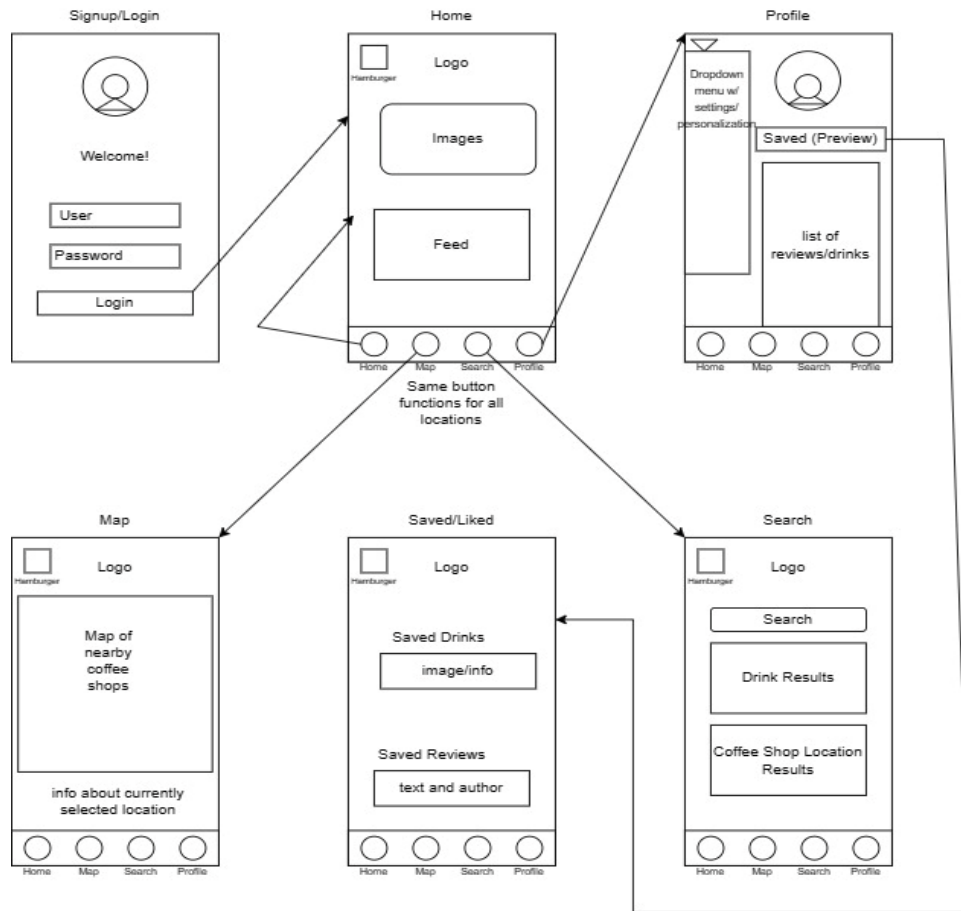 Signup/Login
Welcome!
User
Password
Login
Home
Hamburger
Logo
Images
Feed
Home
Map
Search
Profile
Same button
functions for all
locations
Profile
Dropdown
menu w/
settings/
personalization
Saved (Preview)
list of
reviews/drinks
Home
Map
Search
Profile
Map
Hamburger
Logo
Map of
nearby
coffee
shops
info about currently
selected location
Home
Map
Search
Profile
Saved/Liked
Hamburger
Logo
Saved Drinks
image/info
Saved Reviews
text and author
Home
Map
Search
Profile
Search
Hamburger
Logo
Search
Drink Results
Coffee Shop Location
Results
Home
Map
Search
Profile